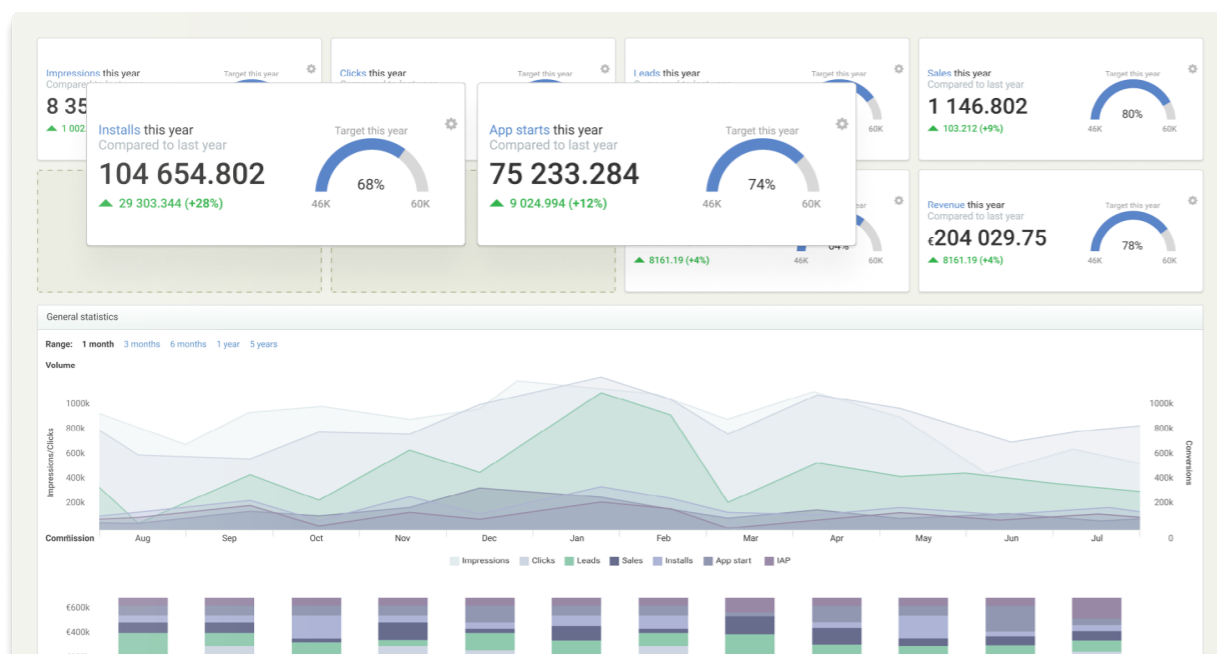 Impressions this year
Target this year
8 35
1 002
Clicks this year
Target this year
Leads this year
Target this year
60K
Sales this year
Compared to last year
1 146.802
103.212 (+9%)
Target this year
80%
46K
60K
Installs this year
Compared to last year
104 654.802
29 303.344 (+28%)
Target this year
68%
46K
60K
App starts this year
Compared to last year
75 233.284
9 024.994 (+12%)
Target this year
74%
46K
60K
8161.19 (+4%)
46K
60K
Revenue this year
Compared to last year
€204 029.75
8161.19 (+4%)
Target this year
78%
46K
60K
General statistics
Range: 1 month 3 months 6 months 1 year 5 years
Volume
Impressions/Clicks
1000k
800k
600k
400k
200k
1000k
800k
600k
400k
200k
0
Conversions
Commission
Aug Sep Oct Nov Dec Jan Feb Mar Apr May Jun Jul
Impressions Clicks Leads Sales Installs App start IAP
€600k
€400k